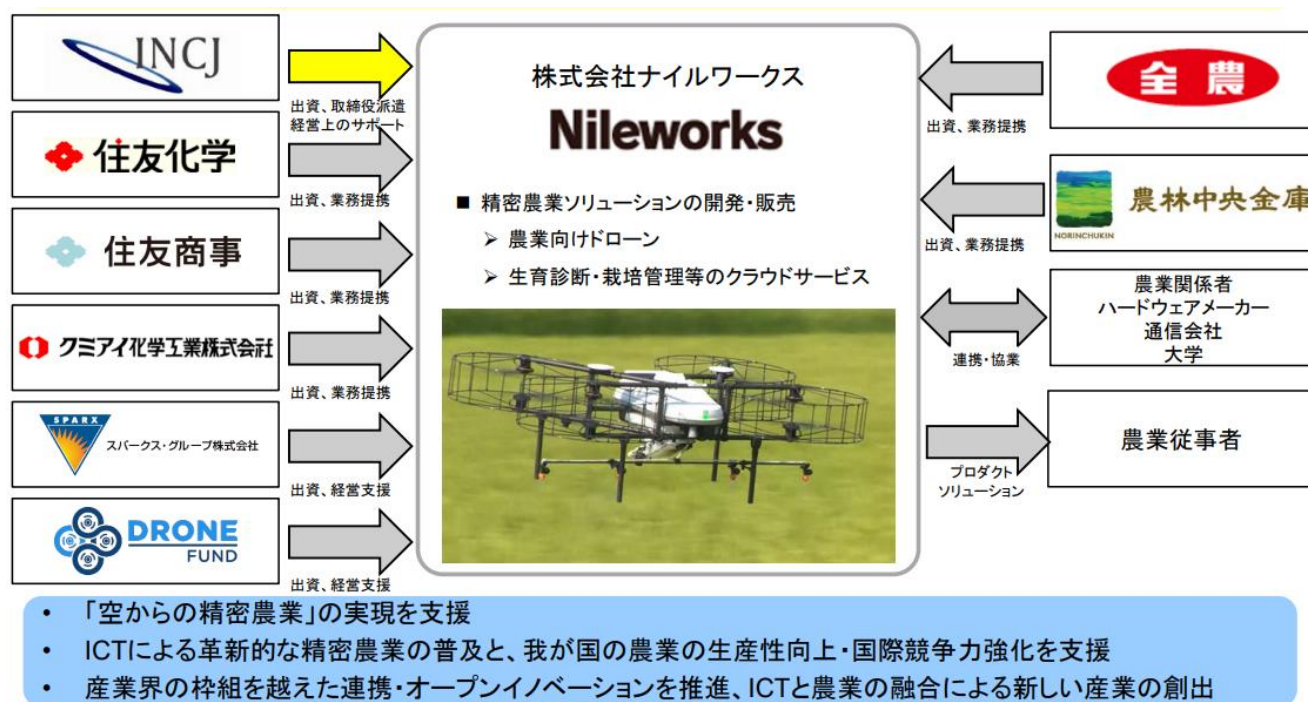 INCJ
出資、取締役派遣
経営上のサポート
住友化学
出資、業務提携
住友商事
出資、業務提携
クミアイ化学工業株式会社
出資、業務提携
SPARX
スパークス・グループ株式会社
出資、経営支援
DRONE
FUND
出資、経営支援
株式会社ナイルワークス
Nileworks
■ 精密農業ソリューションの開発・販売
➢ 農業向けドローン
➢ 生育診断・栽培管理等のクラウドサービス
全農
出資、業務提携
農林中央金庫
NORINCHUKIN
出資、業務提携
農業関係者
ハードウェアメーカー
通信会社
大学
連携・協業
農業従事者
プロダクト
ソリューション
• 「空からの精密農業」の実現を支援
• ICTによる革新的な精密農業の普及と、我が国の農業の生産性向上・国際競争力強化を支援
• 産業界の枠組を越えた連携・オープンイノベーションを推進、ICTと農業の融合による新しい産業の創出